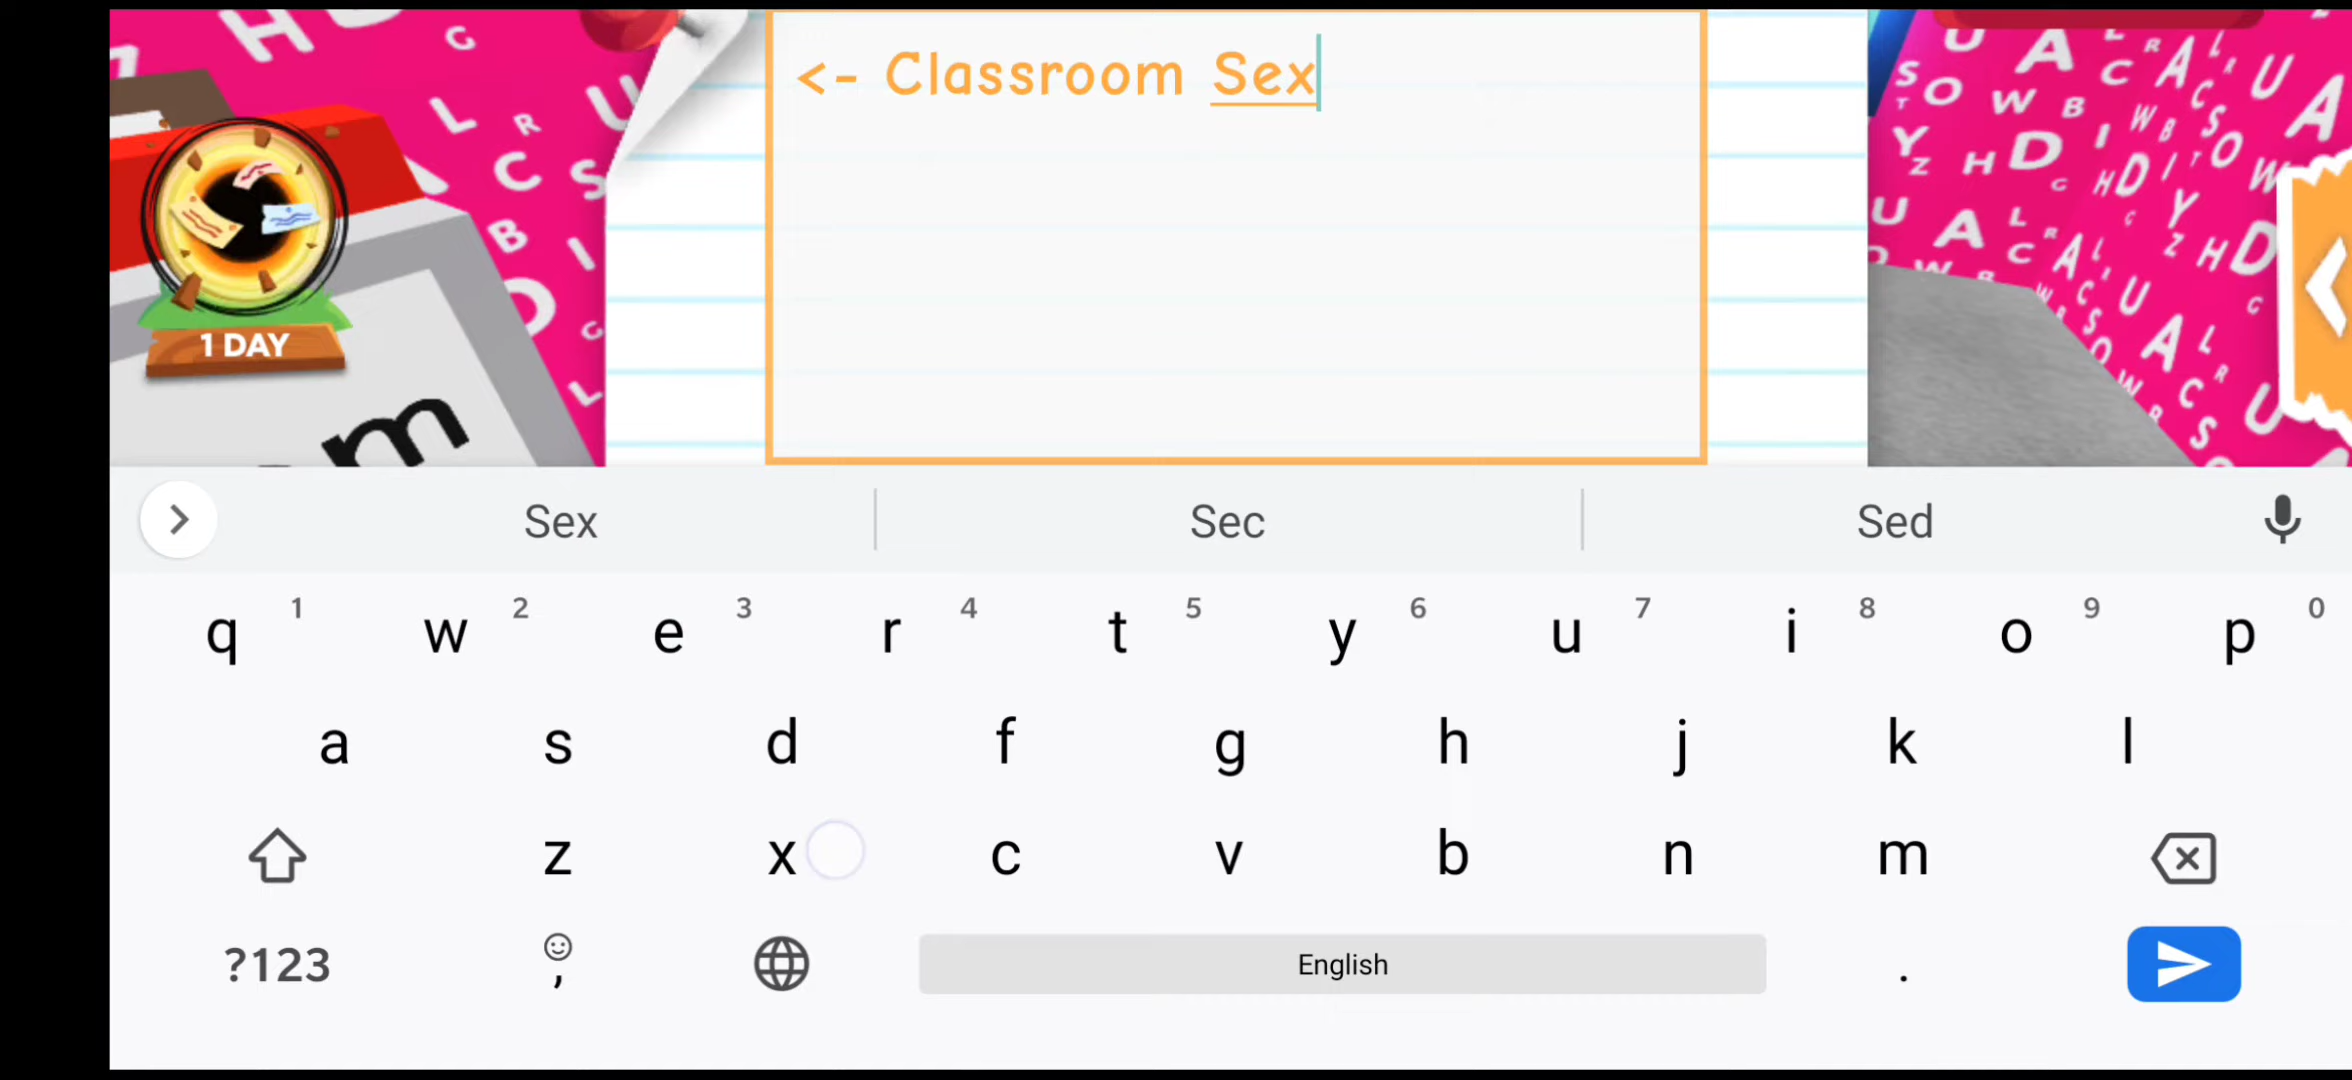 <- Classroom Sex
1 DAY
m
Sex Sec Sed
q 1 w 2 e 3 r 4 t 5 y 6 u 7 i 8 o 9 p 0
a s d f g h j k l
z x c v b n m
?123 , English .